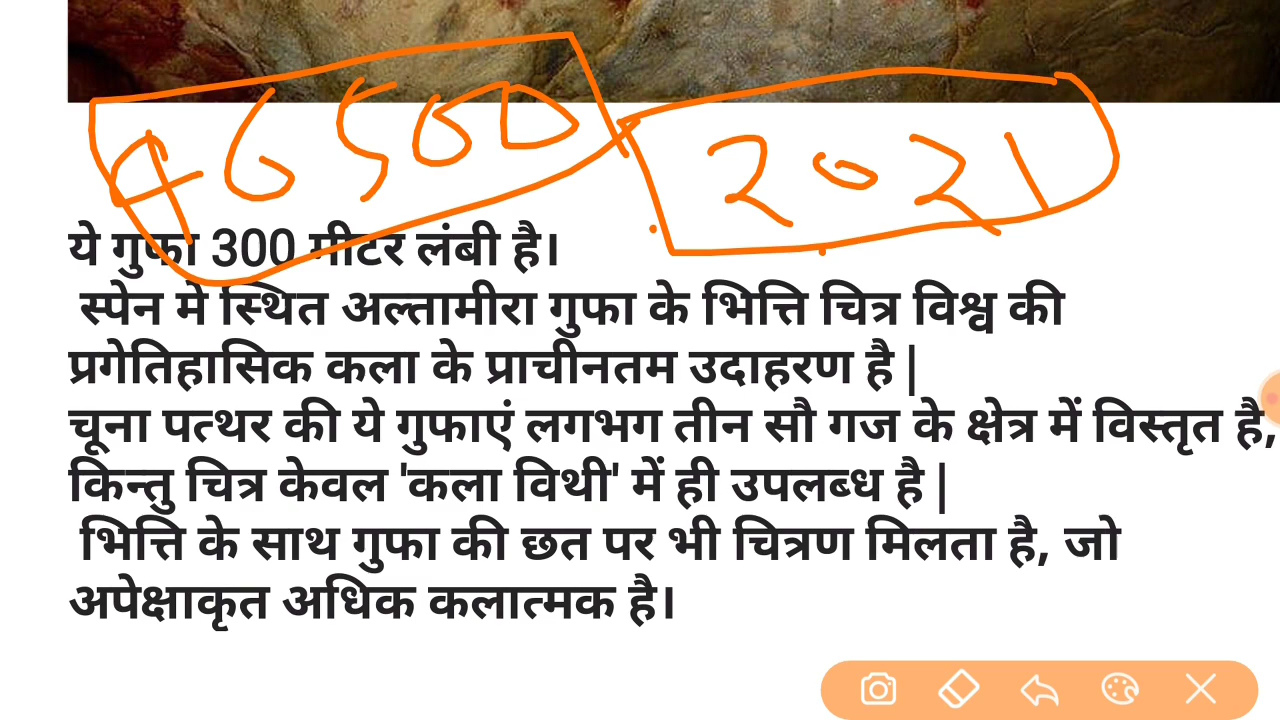 46500
2021
ये गुफा 300 मीटर लंबी है।
स्पेन मे स्थित अल्तामीरा गुफा के भित्ति चित्र विश्व की
प्रगेतिहासिक कला के प्राचीनतम उदाहरण है|
चूना पत्थर की ये गुफाएं लगभग तीन सौ गज के क्षेत्र में विस्तृत है,
किन्तु चित्र केवल 'कला विथी' में ही उपलब्ध है|
भित्ति के साथ गुफा की छत पर भी चित्रण मिलता है, जो
अपेक्षाकृत अधिक कलात्मक है।